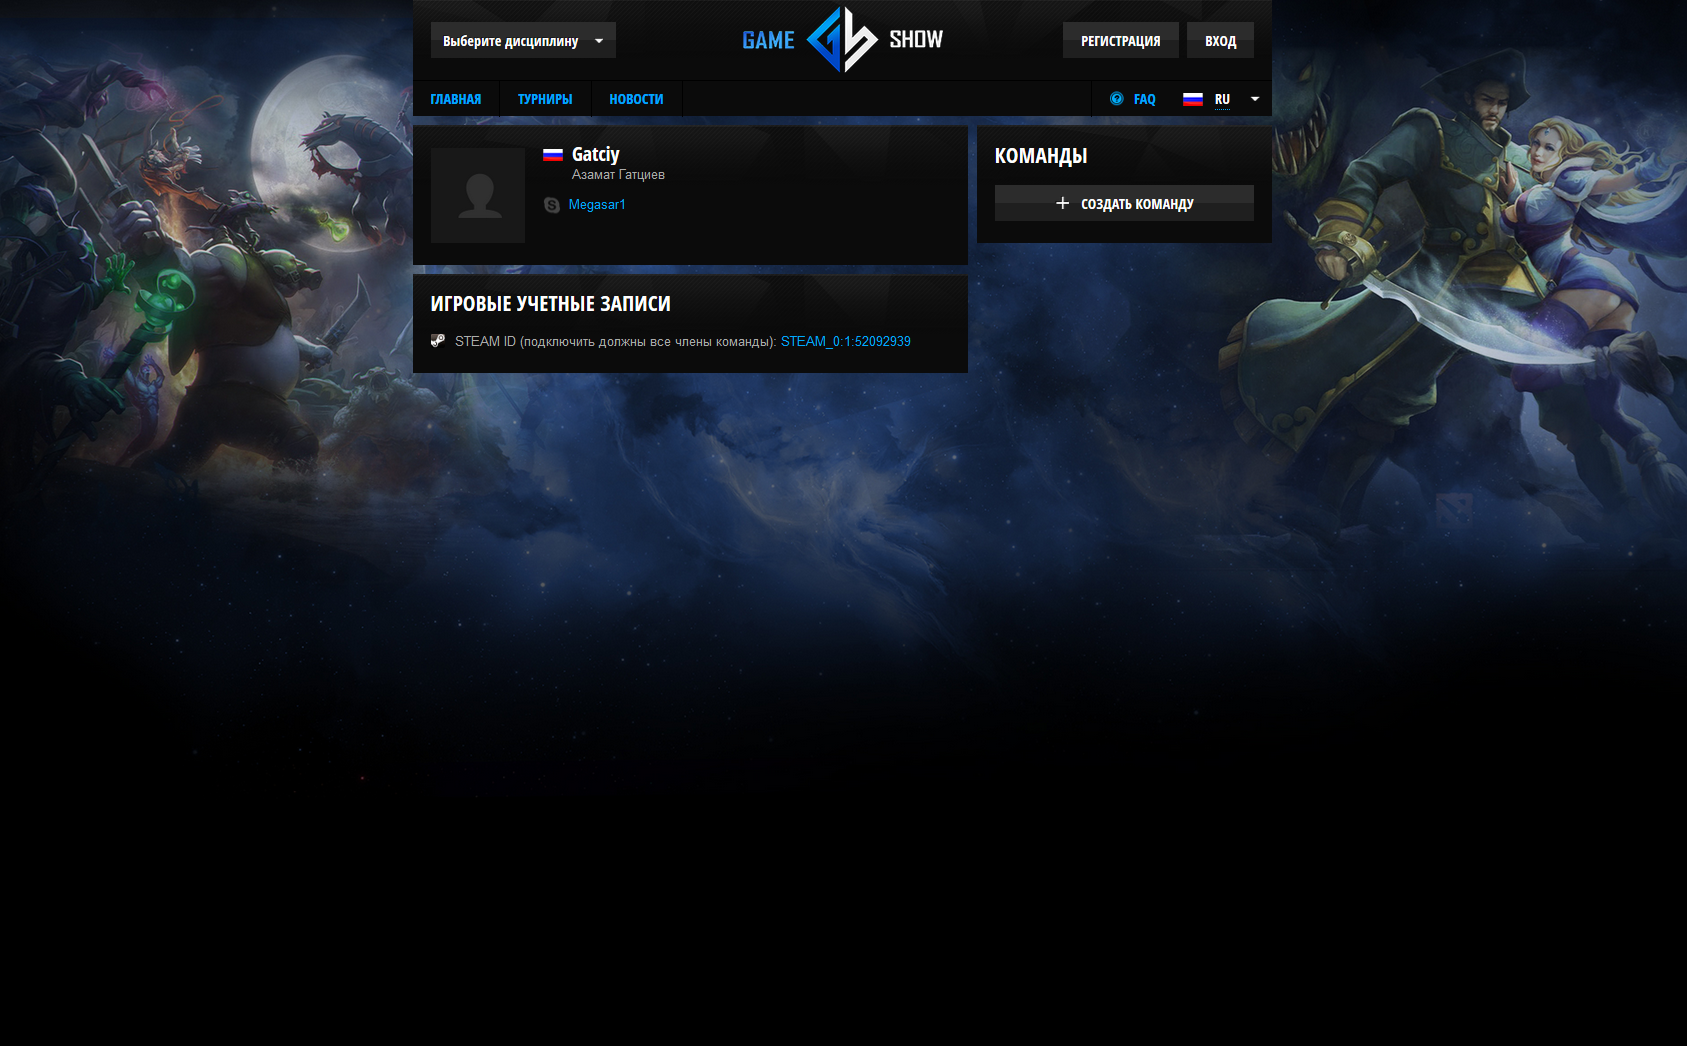 Выберите дисциплину
GAME SHOW
РЕГИСТРАЦИЯ
ВХОД
ГЛАВНАЯ
ТУРНИРЫ
НОВОСТИ
FAQ
RU
Gatciy
Азамат Гатциев
Megasar1
КОМАНДЫ
СОЗДАТЬ КОМАНДУ
ИГРОВЫЕ УЧЕТНЫЕ ЗАПИСИ
STEAM ID (подключить должны все члены команды): STEAM_0:1:52092939